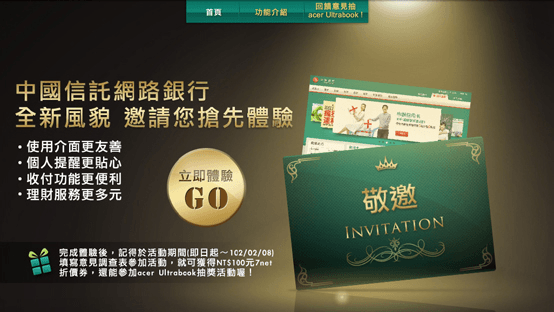 首頁
功能介紹
回饋意見抽
acer Ultrabook!
中國信託網路銀行
全新風貌 邀請您搶先體驗
• 使用介面更友善
• 個人提醒更貼心
• 收付功能更便利
• 理財服務更多元
立即體驗
GO
敬邀
INVITATION
完成體驗後，記得於活動期間(即日起～102/02/08)
填寫意見調查表參加活動，就可獲得NT$100元7net
折價券，還能參加acer Ultrabook抽獎活動喔！